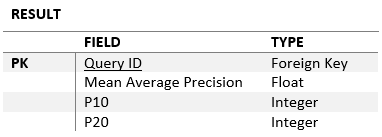 RESULT
FIELD TYPE
PK Query ID Foreign Key
Mean Average Precision Float
P10 Integer
P20 Integer